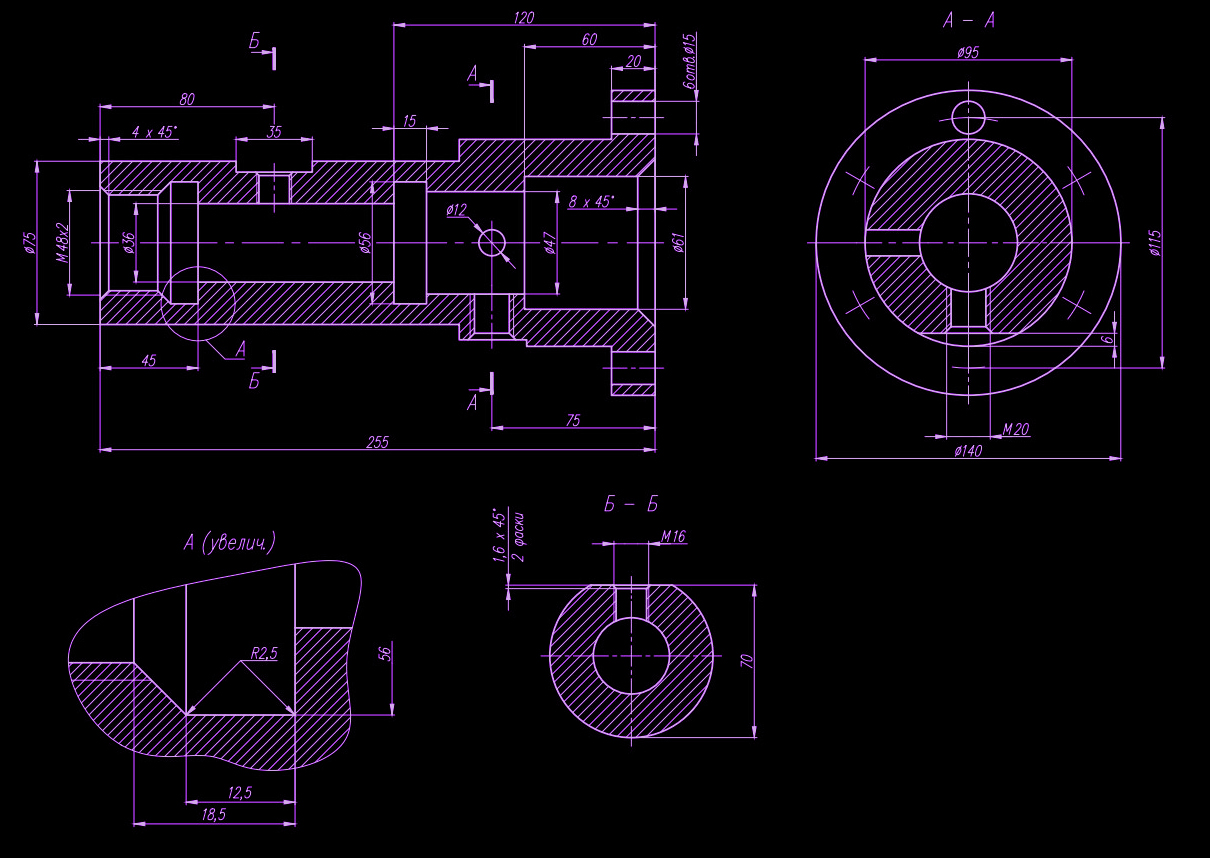 120
60
20
6 отв. ø15
Б
А
80
4 x 45°
35
15
ø12
8 x 45°
ø75
M48x2
ø36
ø56
ø47
ø61
А
45
Б
А
75
255
А – А
ø95
ø115
6
M20
ø140
А (увелич.)
R2,5
56
12,5
18,5
Б – Б
1,6 x 45°
2 фаски
M16
70